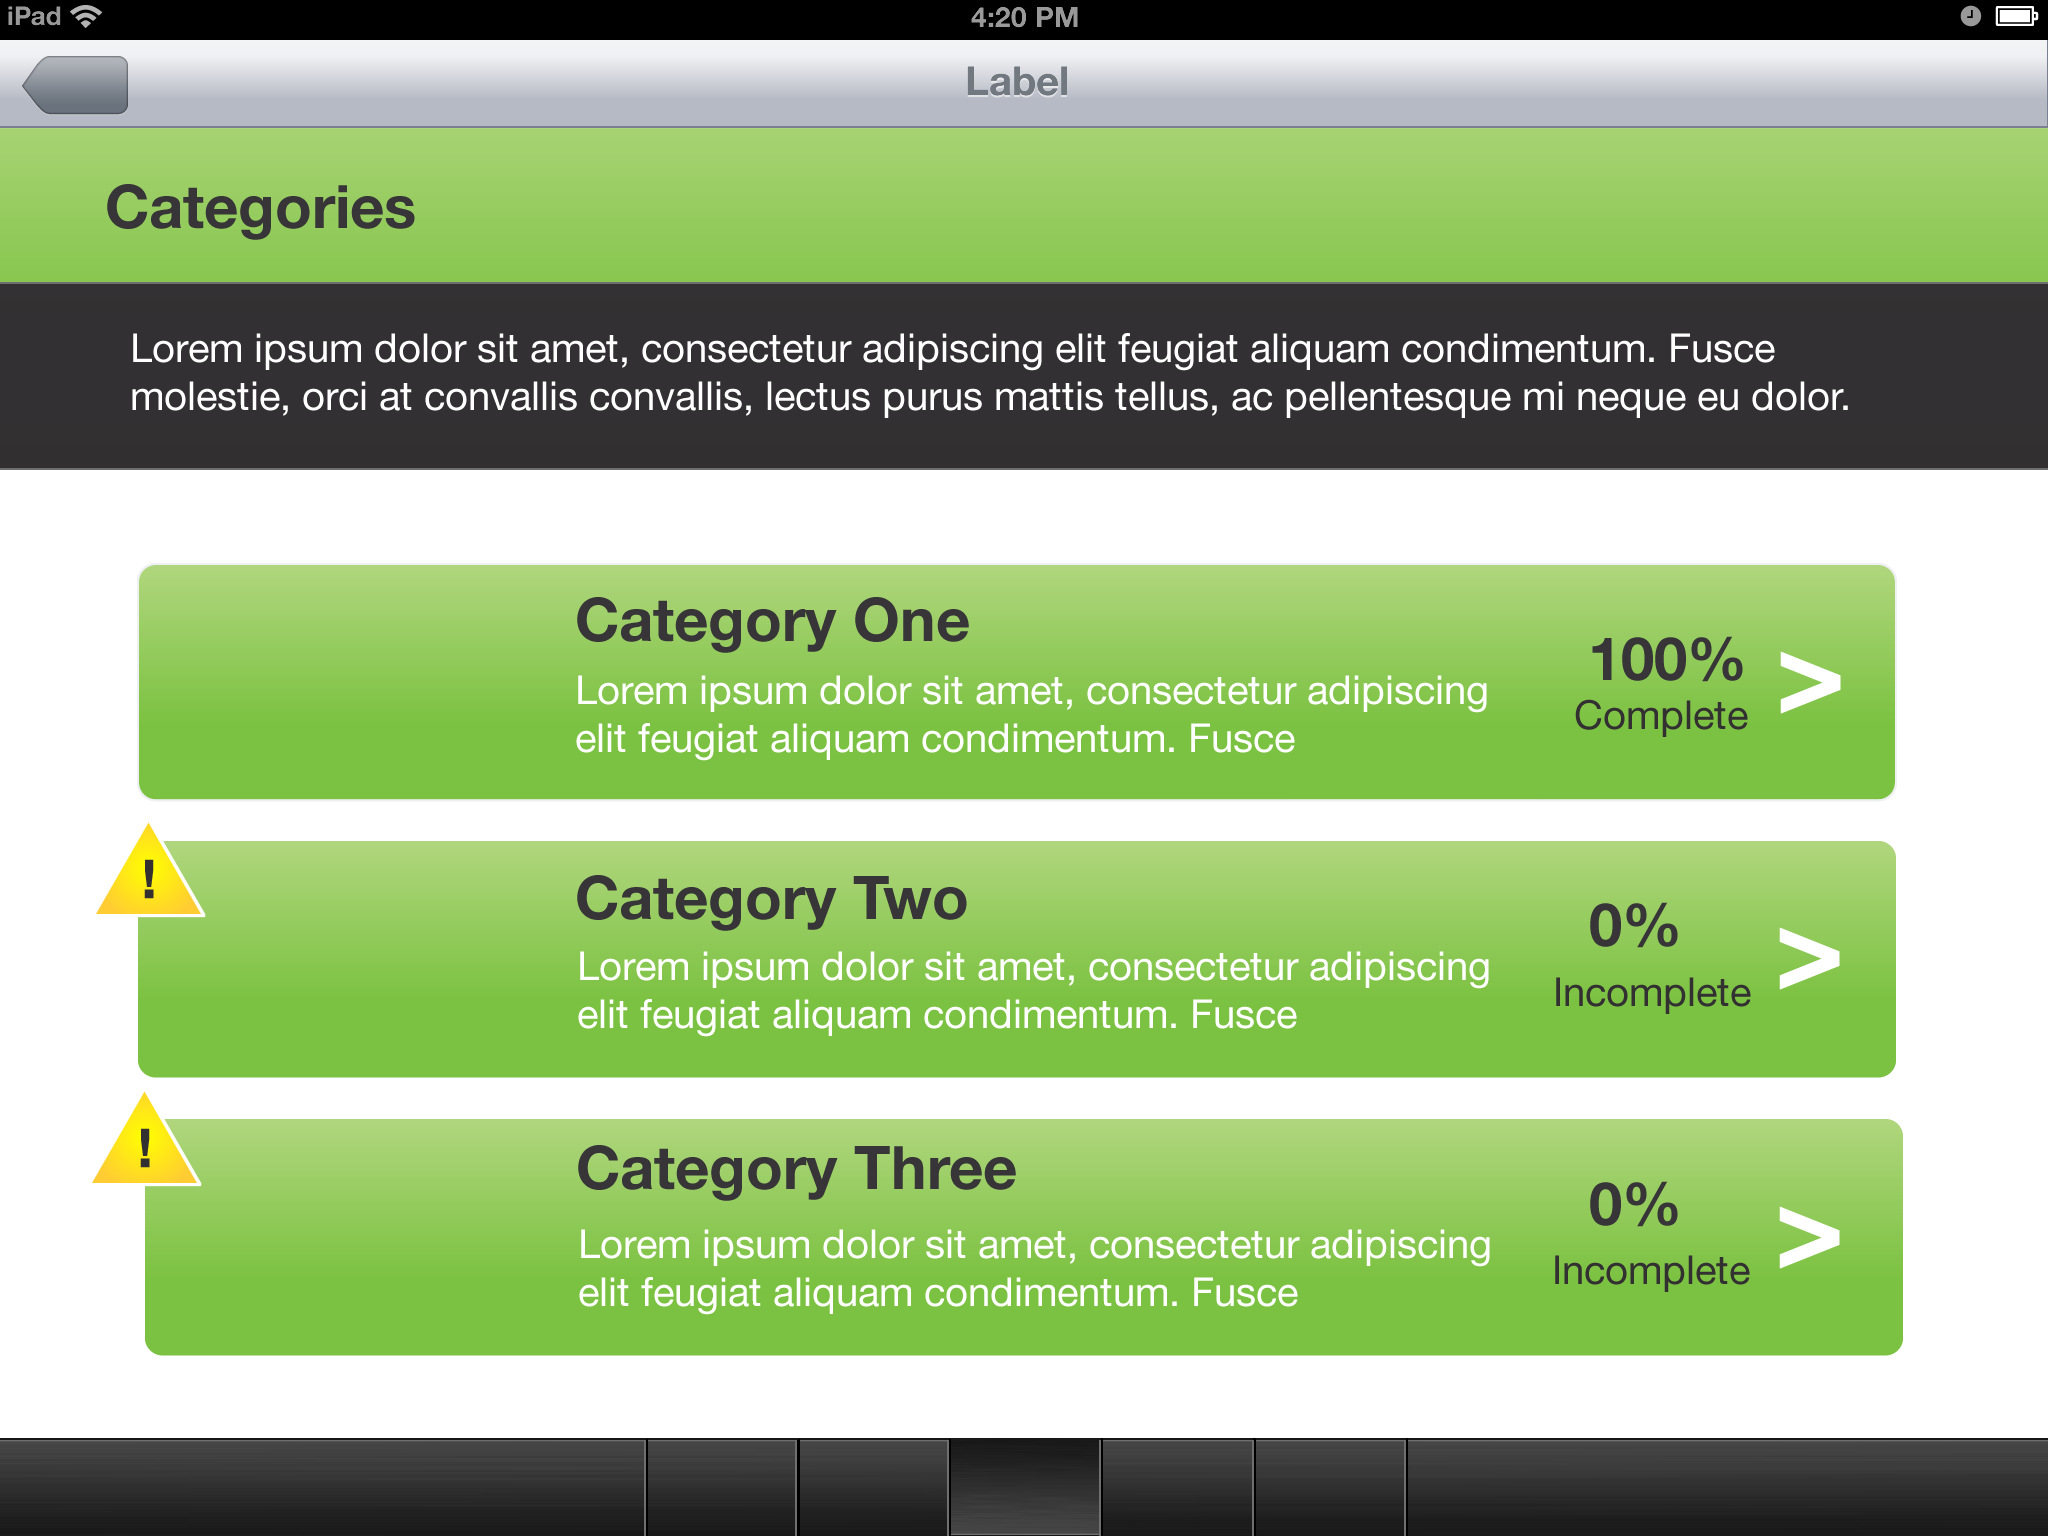 iPad
4:20 PM
Label
Categories
Lorem ipsum dolor sit amet, consectetur adipiscing elit feugiat aliquam condimentum. Fusce
molestie, orci at convallis convallis, lectus purus mattis tellus, ac pellentesque mi neque eu dolor.
Category One
Lorem ipsum dolor sit amet, consectetur adipiscing
elit feugiat aliquam condimentum. Fusce
100%
Complete
>
!
Category Two
Lorem ipsum dolor sit amet, consectetur adipiscing
elit feugiat aliquam condimentum. Fusce
0%
Incomplete
>
!
Category Three
Lorem ipsum dolor sit amet, consectetur adipiscing
elit feugiat aliquam condimentum. Fusce
0%
Incomplete
>